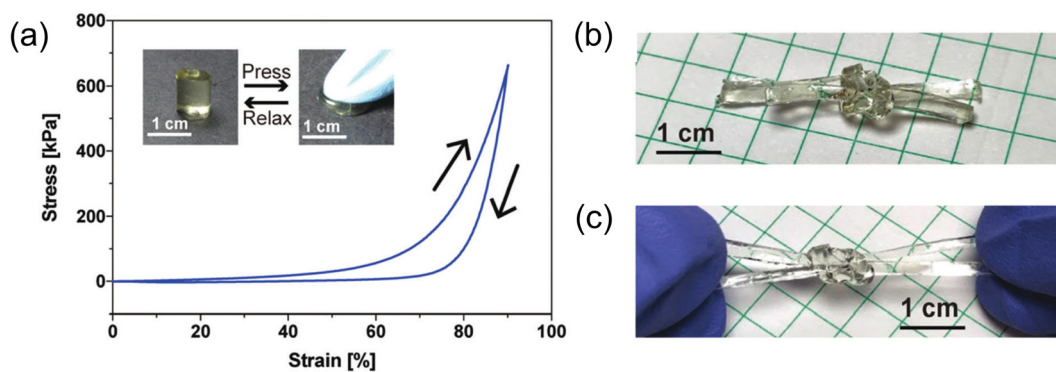 (a)
800
600
400
200
0
0 20 40 60 80 100
Stress [kPa]
Strain [%]
Press
Relax
1 cm
1 cm
(b)
1 cm
(c)
1 cm